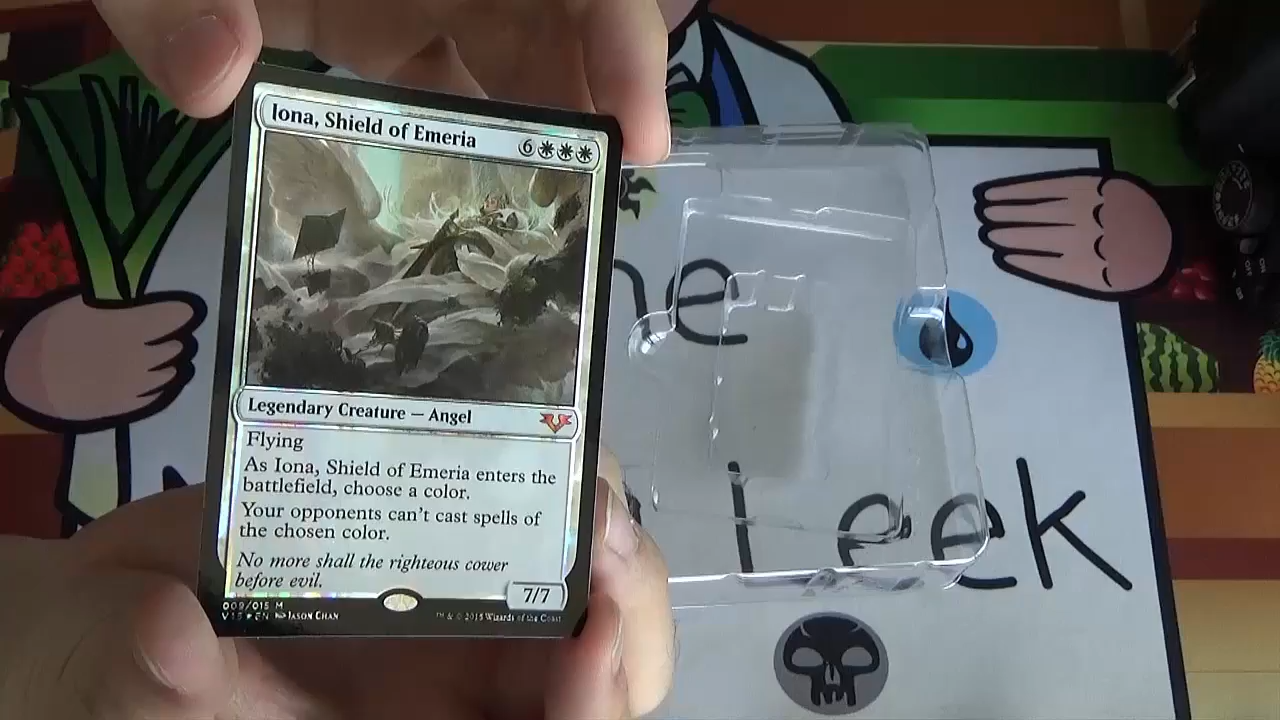 Iona, Shield of Emeria
6
Legendary Creature — Angel
Flying
As Iona, Shield of Emeria enters the
battlefield, choose a color.
Your opponents can't cast spells of
the chosen color.
No more shall the righteous cower
before evil.
7/7
009/015 M
EN JASON CHAN
™ & © 2015 Wizards of the Coast
Leek